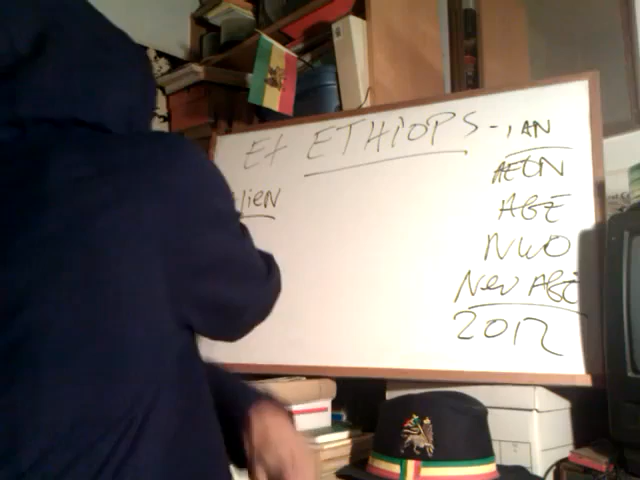 Et ETHIOPS-IAN
lieN
AEON
AGE
NWO
New AGE
2012